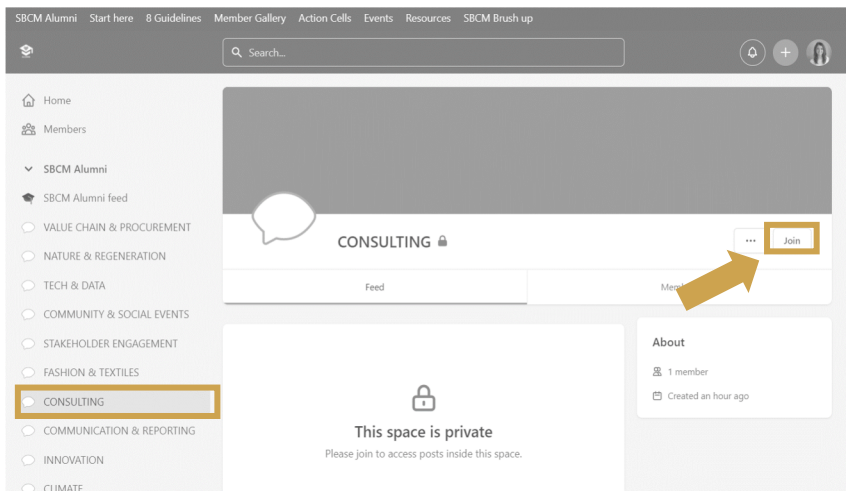 SBCM Alumni Start here 8 Guidelines Member Gallery Action Cells Events Resources SBCM Brush up
Search...
Home
Members
SBCM Alumni
SBCM Alumni feed
VALUE CHAIN & PROCUREMENT
NATURE & REGENERATION
TECH & DATA
COMMUNITY & SOCIAL EVENTS
STAKEHOLDER ENGAGEMENT
FASHION & TEXTILES
CONSULTING
COMMUNICATION & REPORTING
INNOVATION
CLIMATE
CONSULTING
Join
Feed
This space is private
Please join to access posts inside this space.
About
1 member
Created an hour ago